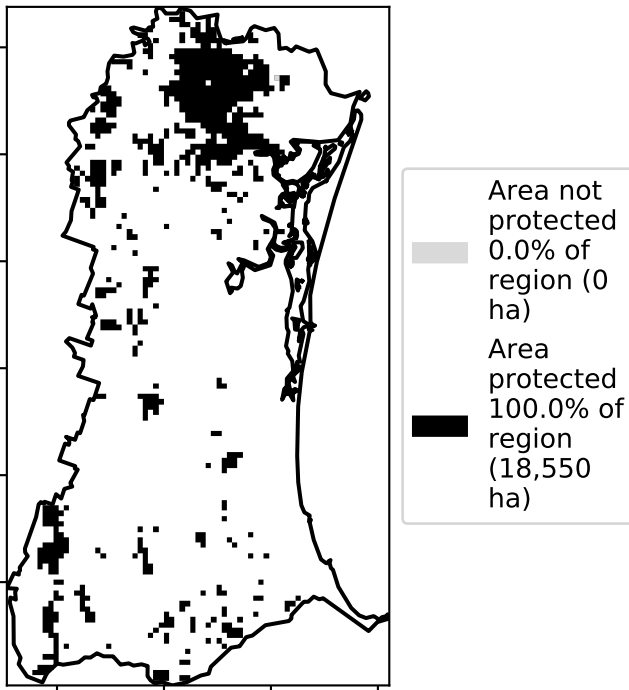 Area not
protected
0.0% of
region (0
ha)
Area
protected
100.0% of
region
(18,550
ha)